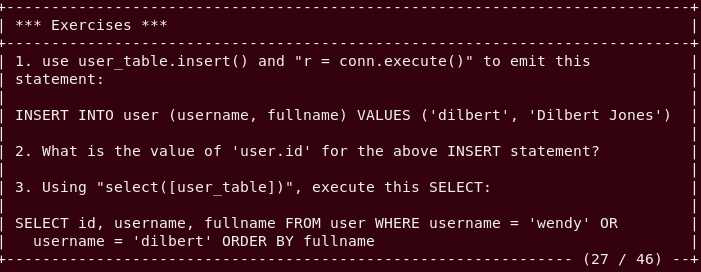 *** Exercises ***
1. use user_table.insert() and "r = conn.execute()" to emit this
statement:
INSERT INTO user (username, fullname) VALUES ('dilbert', 'Dilbert Jones')
2. What is the value of 'user.id' for the above INSERT statement?
3. Using "select([user_table])", execute this SELECT:
SELECT id, username, fullname FROM user WHERE username = 'wendy' OR
username = 'dilbert' ORDER BY fullname
(27 / 46)